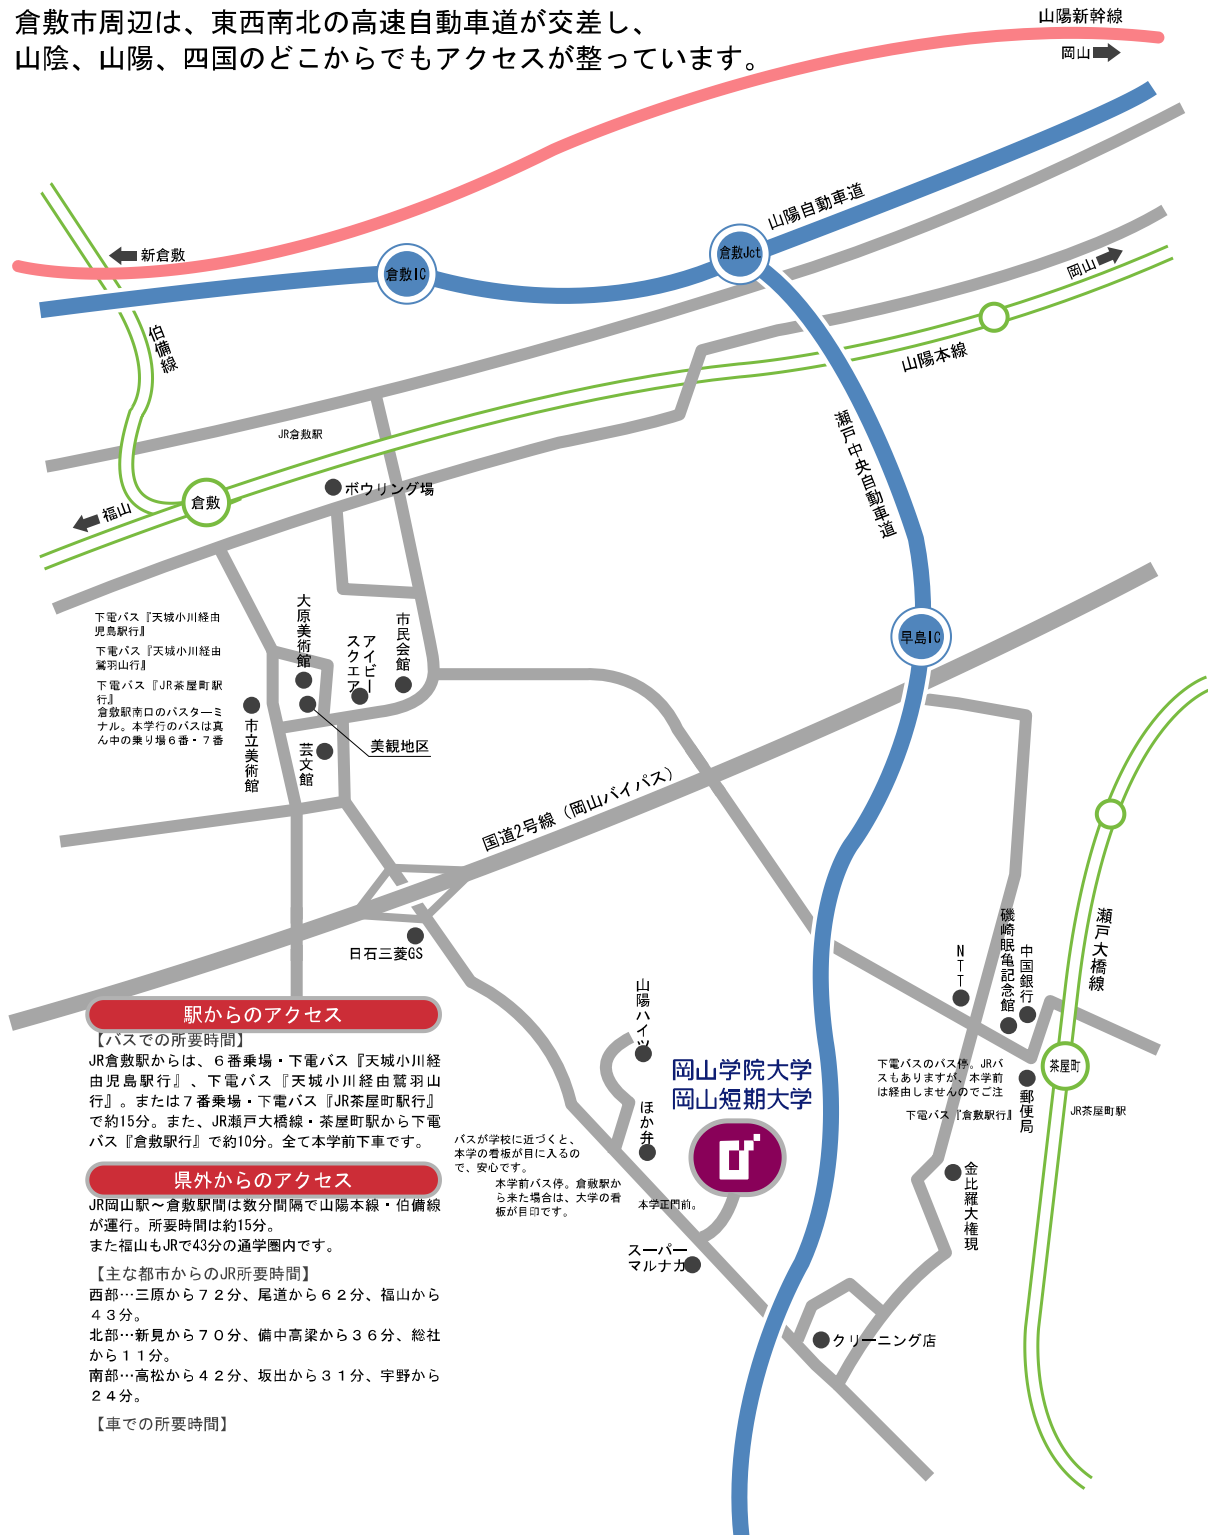 倉敷市周辺は、東西南北の高速自動車道が交差し、
山陰、山陽、四国のどこからでもアクセスが整っています。
山陽新幹線
岡山
山陽自動車道
新倉敷
倉敷IC
倉敷Jct
岡山
伯備線
山陽本線
JR倉敷駅
瀬戸中央自動車道
ボウリング場
倉敷
福山
下電バス『天城小川経由
児島駅行』
下電バス『天城小川経由
鷲羽山行』
下電バス『JR茶屋町駅
行』
倉敷駅南口のバスターミ
ナル。本学行のバスは真
ん中の乗り場６番・７番
大原美術館
アイビー
スクエア
市民会館
早島IC
市立美術館
芸文館
美観地区
国道2号線（岡山バイパス）
日石三菱GS
瀬戸大橋線
磯崎眠亀記念館
中国銀行
NTT
山陽ハイツ
駅からのアクセス
【バスでの所要時間】
JR倉敷駅からは、６番乗場・下電バス『天城小川経
由児島駅行』、下電バス『天城小川経由鷲羽山
行』。または７番乗場・下電バス『JR茶屋町駅行』
で約15分。また、JR瀬戸大橋線・茶屋町駅から下電
バス『倉敷駅行』で約10分。全て本学前下車です。
岡山学院大学
岡山短期大学
下電バスのバス停。JRバ
スもありますが、本学前
は経由しませんのでご注
下電バス『倉敷駅行』
茶屋町
郵便局
JR茶屋町駅
ほか弁
バスが学校に近づくと、
本学の看板が目に入るの
で、安心です。
本学前バス停。倉敷駅か
ら来た場合は、大学の看
板が目印です。
本学正門前。
金比羅大権現
県外からのアクセス
JR岡山駅～倉敷駅間は数分間隔で山陽本線・伯備線
が運行。所要時間は約15分。
また福山もJRで43分の通学圏内です。
スーパー
マルナカ
【主な都市からのJR所要時間】
西部…三原から７２分、尾道から６２分、福山から
４３分。
北部…新見から７０分、備中高梁から３６分、総社
から１１分。
南部…高松から４２分、坂出から３１分、宇野から
２４分。
クリーニング店
【車での所要時間】